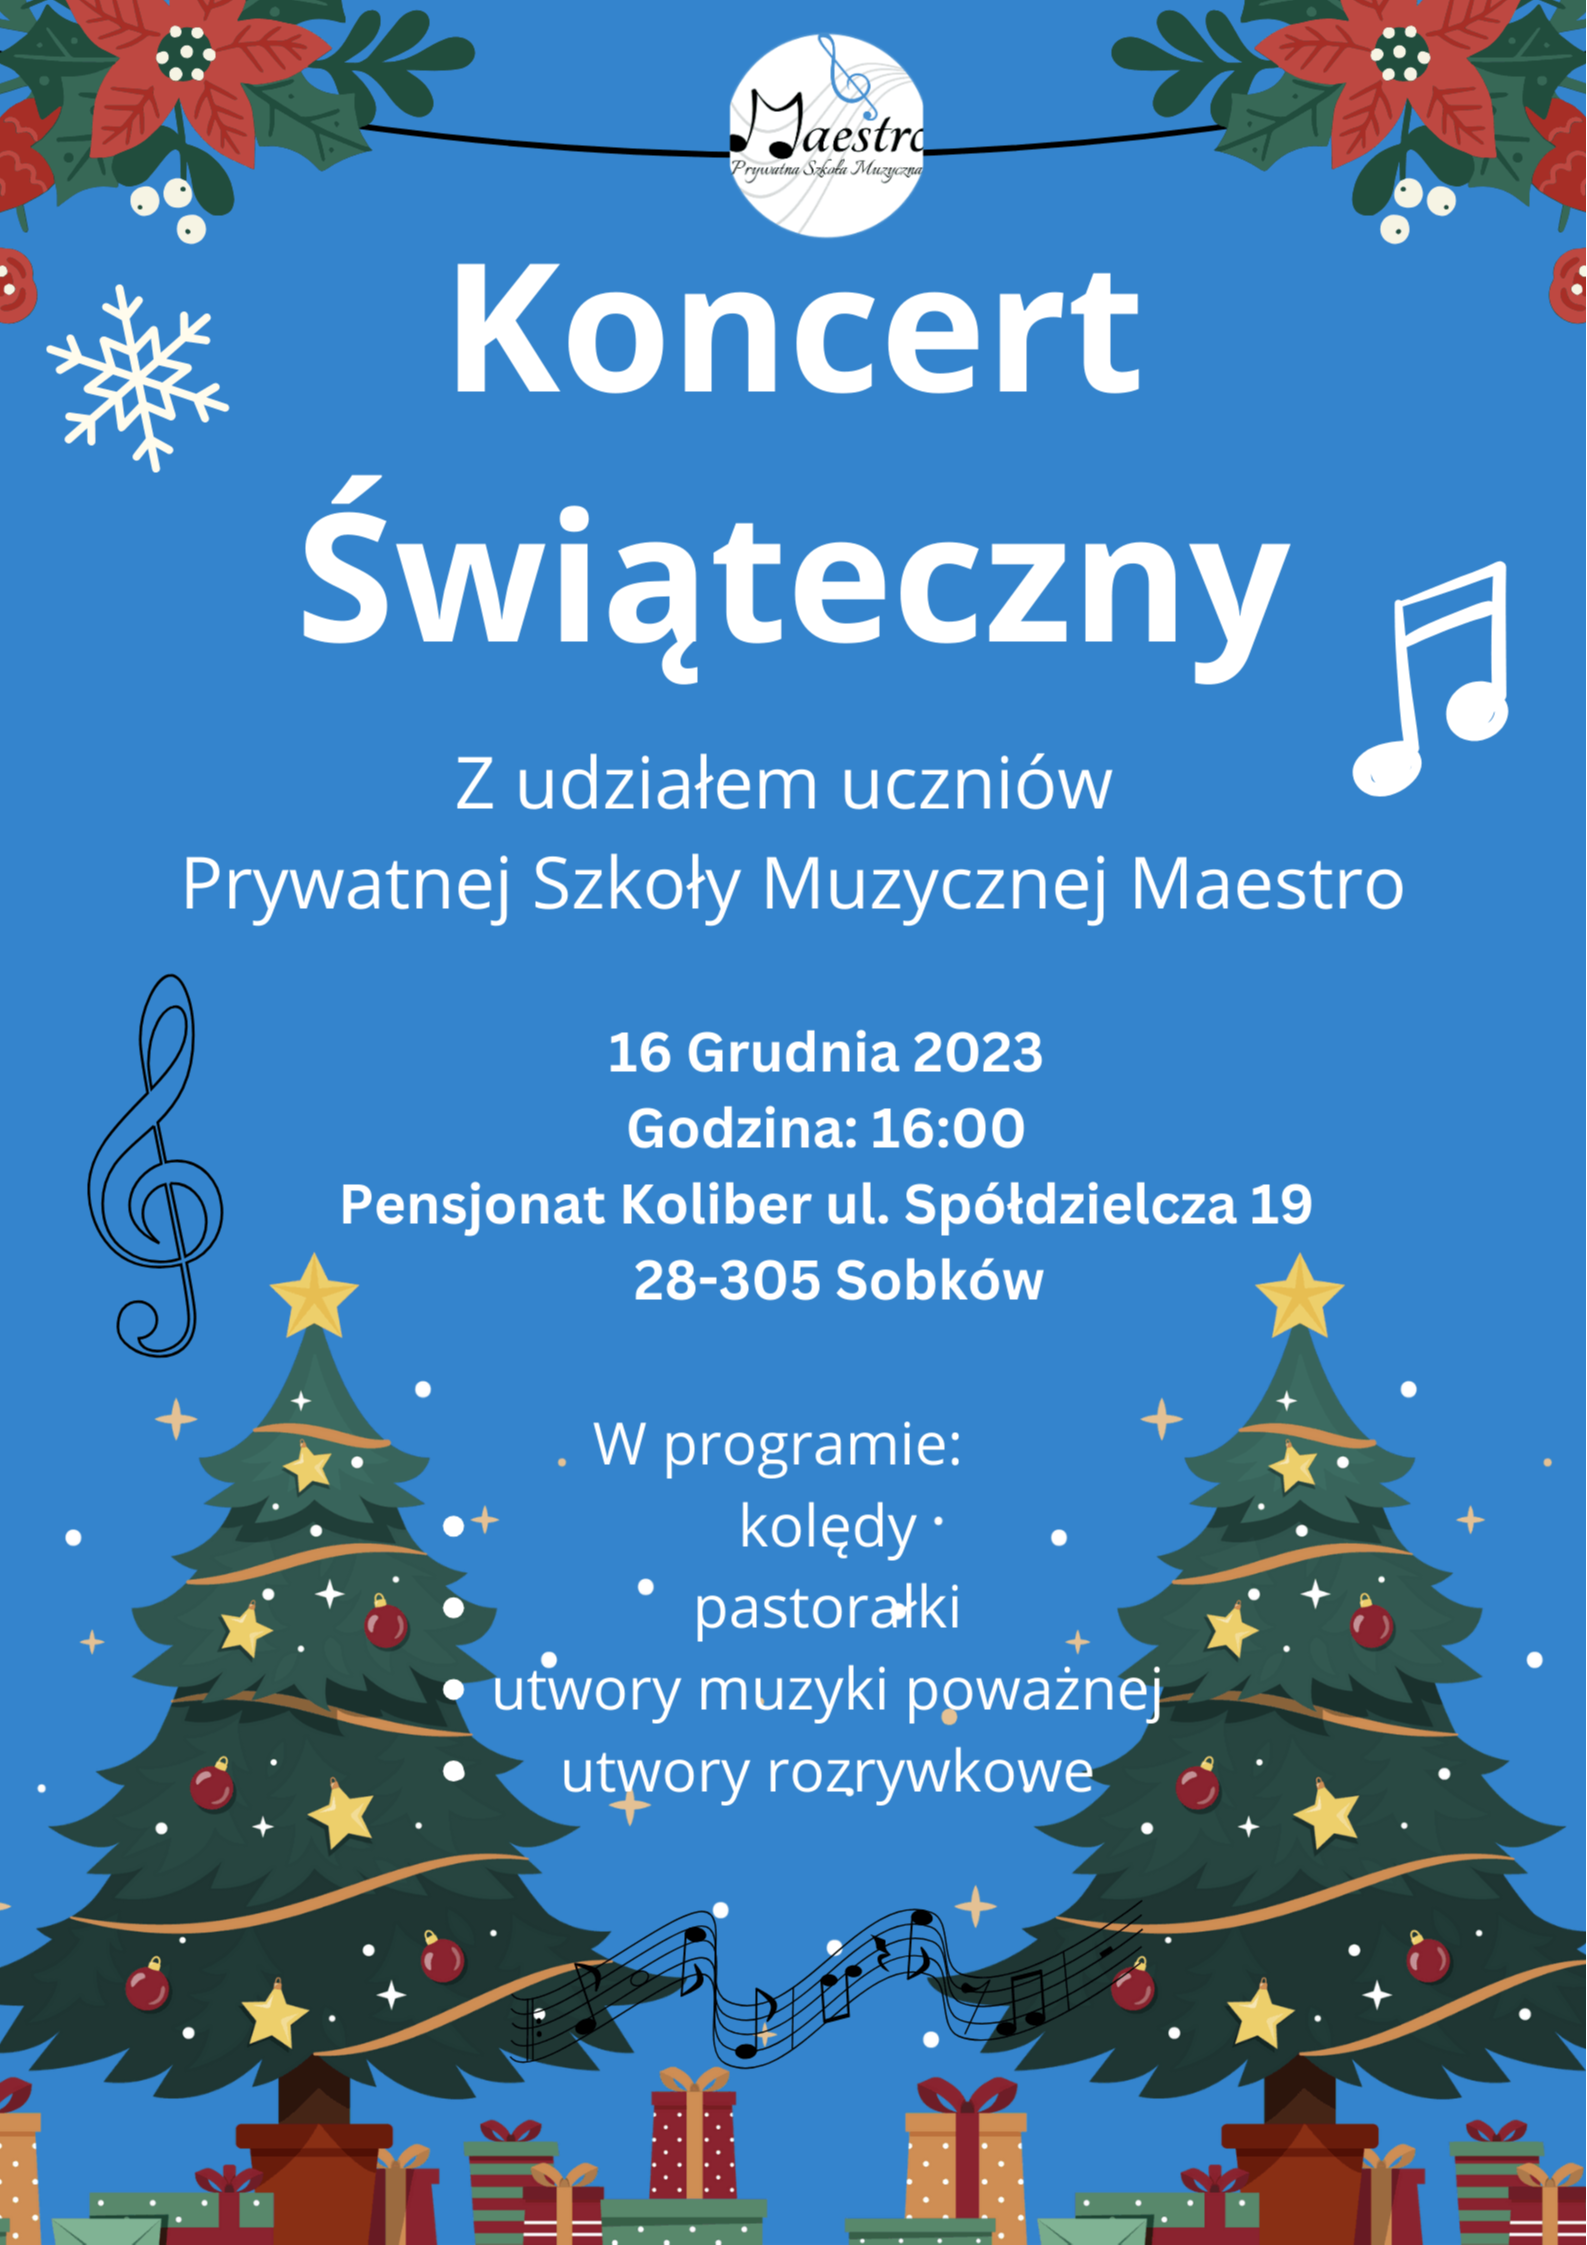 Maestro
Prywatna Szkoła Muzyczna
Koncert
Świąteczny
Z udziałem uczniów
Prywatnej Szkoły Muzycznej Maestro
16 Grudnia 2023
Godzina: 16:00
Pensjonat Koliber ul. Spółdzielcza 19
28-305 Sobków
W programie:
• kolędy
• pastorałki
• utwory muzyki poważnej
• utwory rozrywkowe